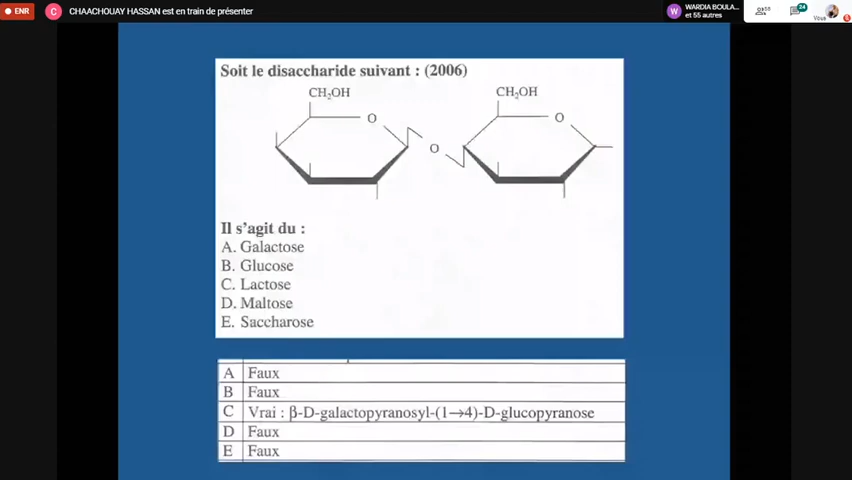 ENR
C
CHAACHOUAY HASSAN est en train de présenter
W
WARDIA BOULA...
et 55 autres
58
24
Vous
Soit le disaccharide suivant : (2006)
CH₂OH
CH₂OH
O
O
O
Il s'agit du :
A. Galactose
B. Glucose
C. Lactose
D. Maltose
E. Saccharose
A Faux
B Faux
C Vrai : β-D-galactopyranosyl-(1→4)-D-glucopyranose
D Faux
E Faux